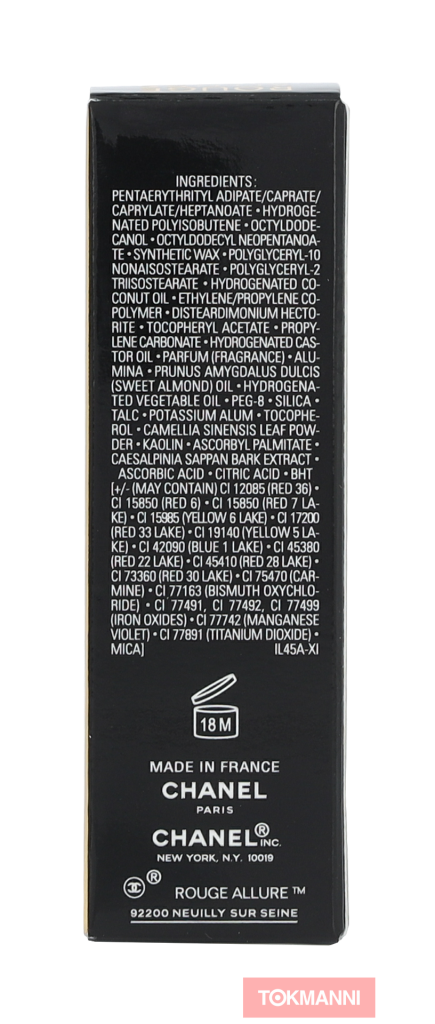 INGREDIENTS:
PENTAERYTHRITYL ADIPATE/CAPRATE/
CAPRYLATE/HEPTANOATE • HYDROGE-
NATED POLYISOBUTENE • OCTYLDODE-
CANOL • OCTYLDODECYL NEOPENTANOA-
TE • SYNTHETIC WAX • POLYGLYCERYL-10
NONAISOSTEARATE • POLYGLYCERYL-2
TRIISOSTEARATE • HYDROGENATED CO-
CONUT OIL • ETHYLENE/PROPYLENE CO-
POLYMER • DISTEARDIMONIUM HECTO-
RITE • TOCOPHERYL ACETATE • PROPY-
LENE CARBONATE • HYDROGENATED CAS-
TOR OIL • PARFUM (FRAGRANCE) • ALU-
MINA • PRUNUS AMYGDALUS DULCIS
(SWEET ALMOND) OIL • HYDROGENA-
TED VEGETABLE OIL • PEG-8 • SILICA •
TALC • POTASSIUM ALUM • TOCOPHE-
ROL • CAMELLIA SINENSIS LEAF POW-
DER • KAOLIN • ASCORBYL PALMITATE •
CAESALPINIA SAPPAN BARK EXTRACT •
ASCORBIC ACID • CITRIC ACID • BHT
[+/- (MAY CONTAIN) CI 12085 (RED 36) •
CI 15850 (RED 6) • CI 15850 (RED 7 LA-
KE) • CI 15985 (YELLOW 6 LAKE) • CI 17200
(RED 33 LAKE) • CI 19140 (YELLOW 5 LA-
KE) • CI 42090 (BLUE 1 LAKE) • CI 45380
(RED 22 LAKE) • CI 45410 (RED 28 LAKE) •
CI 73360 (RED 30 LAKE) • CI 75470 (CAR-
MINE) • CI 77163 (BISMUTH OXYCHLO-
RIDE) • CI 77491, CI 77492, CI 77499
(IRON OXIDES) • CI 77742 (MANGANESE
VIOLET) • CI 77891 (TITANIUM DIOXIDE) •
MICA] IL45A-XI
18 M
MADE IN FRANCE
CHANEL
PARIS
CHANEL® INC.
NEW YORK, N.Y. 10019
® ROUGE ALLURE™
92200 NEUILLY SUR SEINE
TOKMANNI